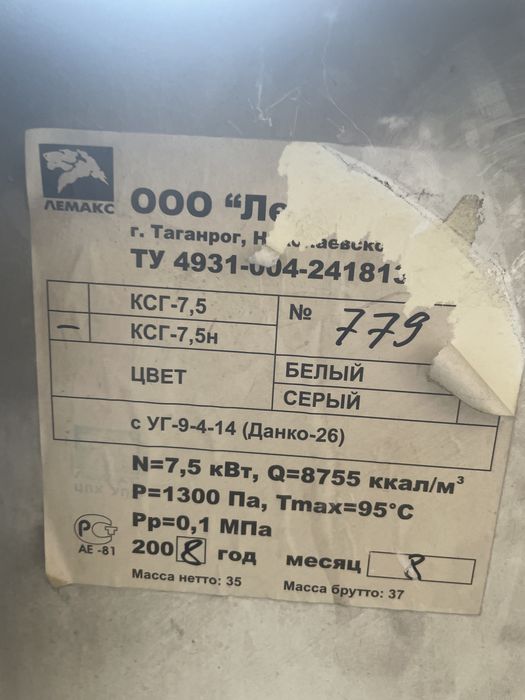 ЛЕМАКС
ООО "Ле
г. Таганрог,
ТУ 4931-004-24181
КСГ-7,5
— КСГ-7,5н
№ 779
ЦВЕТ
БЕЛЫЙ
СЕРЫЙ
с УГ-9-4-14 (Данко-26)
N=7,5 кВт, Q=8755 ккал/м³
P=1300 Па, Tmax=95°С
Pр=0,1 МПа
РСТ
АЕ -81
2008 год месяц 8
Масса нетто: 35 Масса брутто: 37